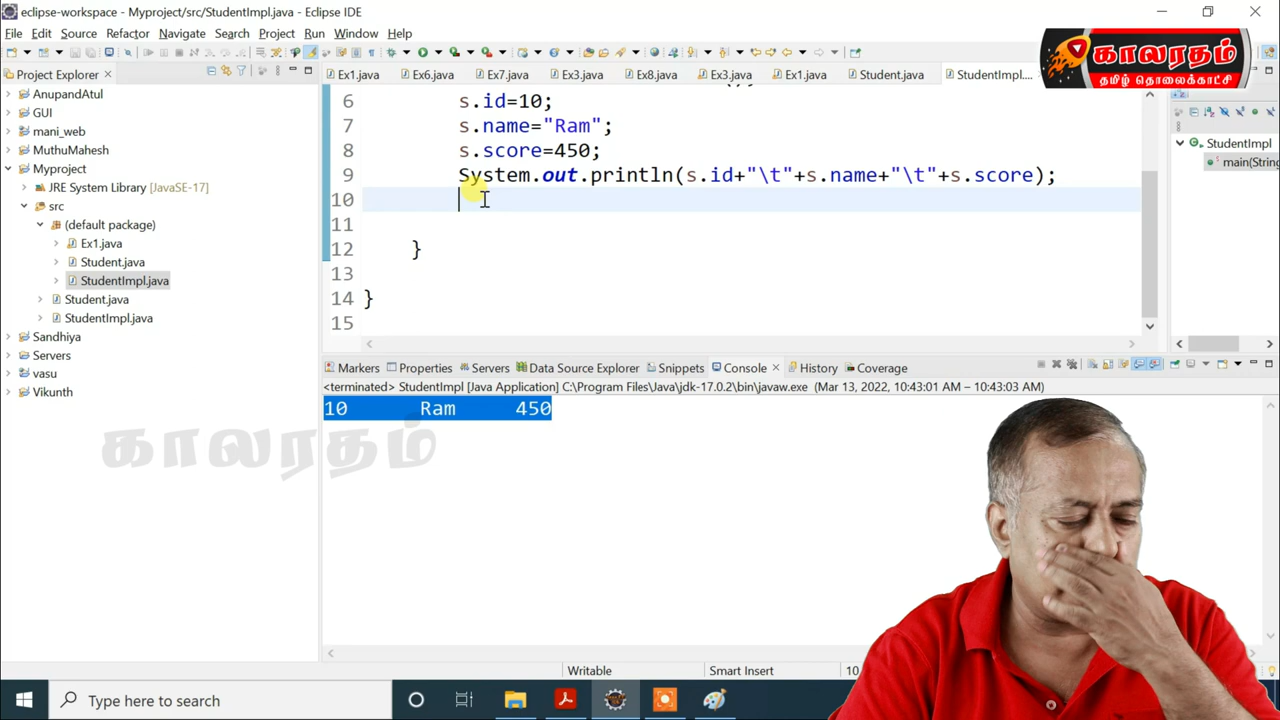 eclipse-workspace - Myproject/src/StudentImpl.java - Eclipse IDE
File Edit Source Refactor Navigate Search Project Run Window Help
காலரதம்
தமிழ் தொலைக்காட்சி
Project Explorer
Ex1.java Ex6.java Ex7.java Ex3.java Ex8.java Ex3.java Ex1.java Student.java StudentImpl....
AnupandAtul
GUI
mani_web
MuthuMahesh
Myproject
JRE System Library [JavaSE-17]
src
(default package)
Ex1.java
Student.java
StudentImpl.java
Student.java
StudentImpl.java
Sandhiya
Servers
vasu
Vikunth
6 s.id=10;
7 s.name="Ram";
8 s.score=450;
9 System.out.println(s.id+"\t"+s.name+"\t"+s.score);
10
11
12 }
13
14 }
15
StudentImpl
main(String
Markers Properties Servers Data Source Explorer Snippets Console History Coverage
<terminated> StudentImpl [Java Application] C:\Program Files\Java\jdk-17.0.2\bin\javaw.exe (Mar 13, 2022, 10:43:01 AM – 10:43:03 AM)
10 Ram 450
காலரதம்
Writable Smart Insert 10
Type here to search